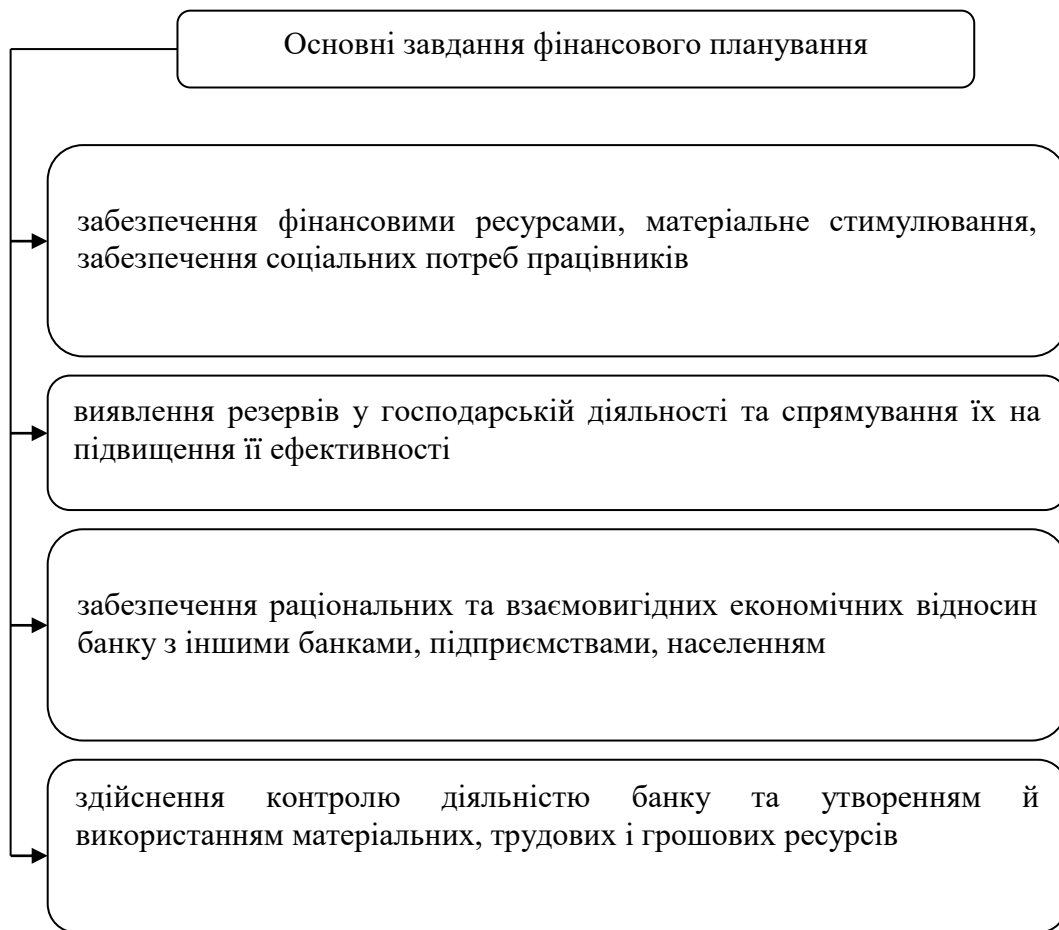 Основні завдання фінансового планування
забезпечення фінансовими ресурсами, матеріальне стимулювання,
забезпечення соціальних потреб працівників
виявлення резервів у господарській діяльності та спрямування їх на
підвищення її ефективності
забезпечення раціональних та взаємовигідних економічних відносин
банку з іншими банками, підприємствами, населенням
здійснення контролю діяльністю банку та утворенням й
використанням матеріальних, трудових і грошових ресурсів